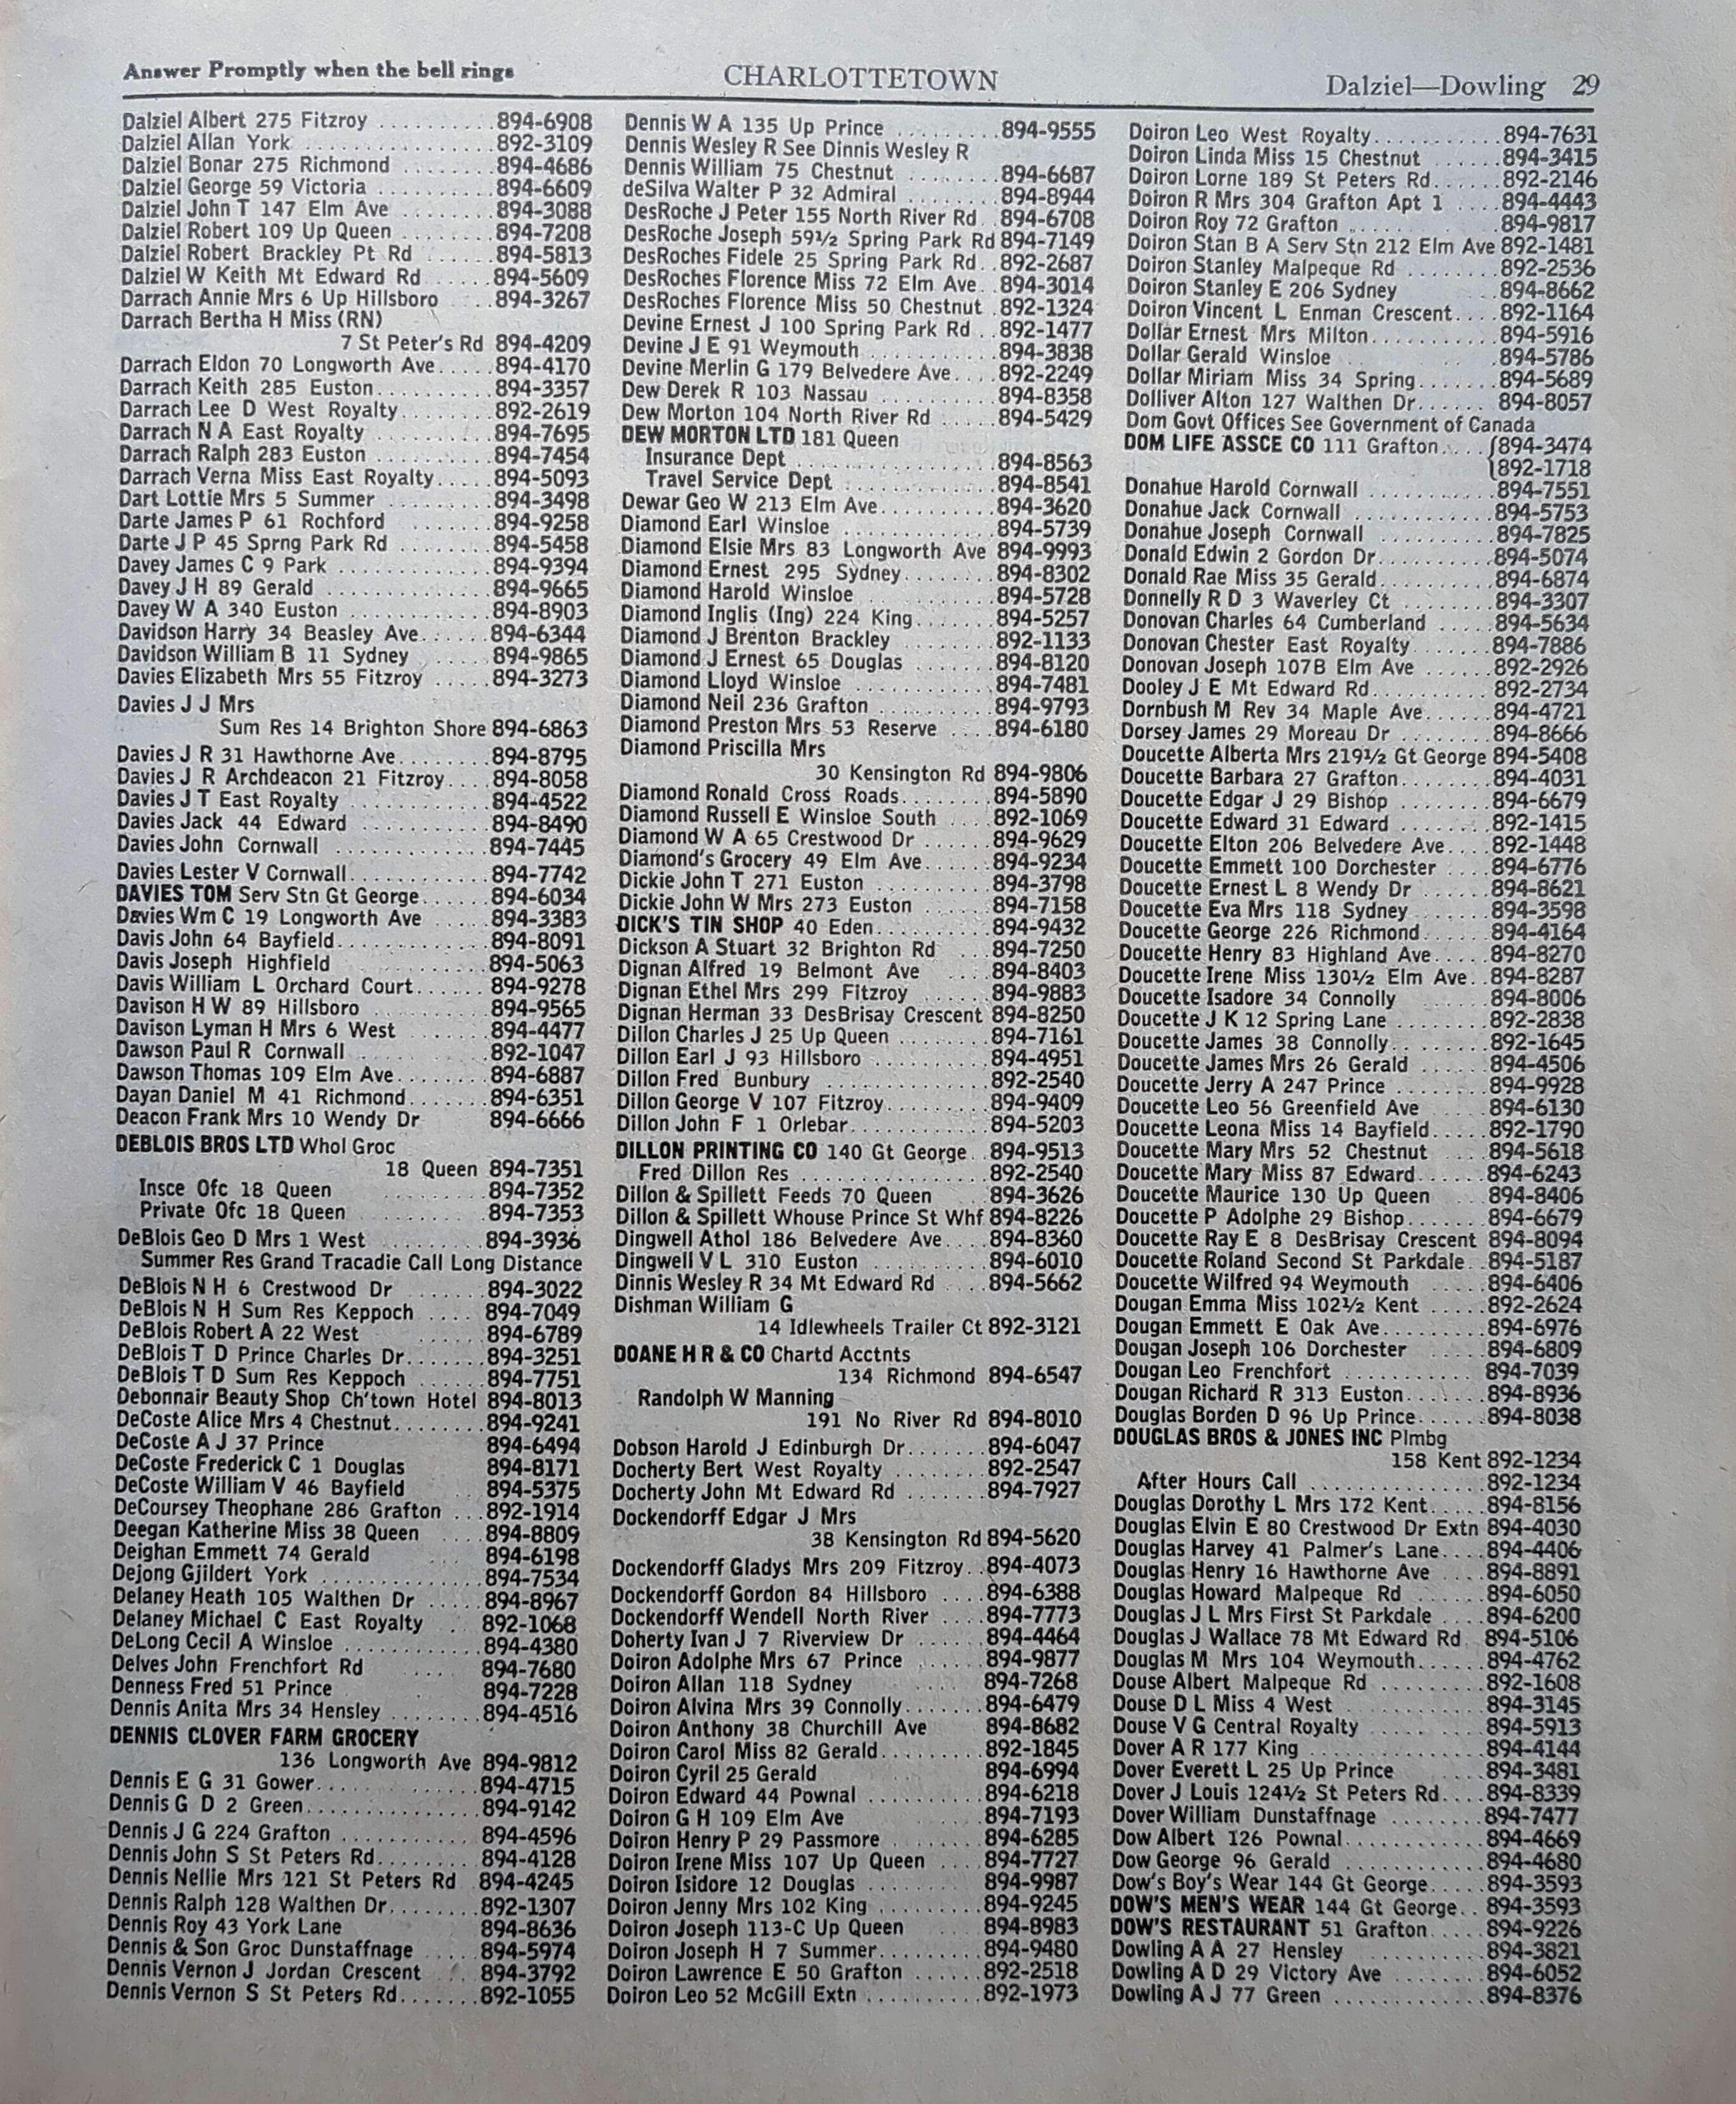 Answer Promptly when the bell rings
CHARLOTTETOWN
Dalziel—Dowling 29
Dalziel Albert 275 Fitzroy ..........894-6908
Dalziel Allan York ................892-3109
Dalziel Bonar 275 Richmond ........894-4686
Dalziel George 59 Victoria ..........894-6609
Dalziel John T 147 Elm Ave ........894-3088
Dalziel Robert 109 Up Queen ........894-7208
Dalziel Robert Brackley Pt Rd ......894-5813
Dalziel W Keith Mt Edward Rd .....894-5609
Darrach Annie Mrs 6 Up Hillsboro ....894-3267
Darrach Bertha H Miss (RN)
7 St Peter's Rd 894-4209
Darrach Eldon 70 Longworth Ave.....894-4170
Darrach Keith 285 Euston...........894-3357
Darrach Lee D West Royalty........892-2619
Darrach N A East Royalty ..........894-7695
Darrach Ralph 283 Euston ..........894-7454
Darrach Verna Miss East Royalty.....894-5093
Dart Lottie Mrs 5 Summer ..........894-3498
Darte James P 61 Rochford ........894-9258
Darte J P 45 Sprng Park Rd ........894-5458
Davey James C 9 Park .............894-9394
Davey J H 89 Gerald ..............894-9665
Davey W A 340 Euston .............894-8903
Davidson Harry 34 Beasley Ave......894-6344
Davidson William B 11 Sydney .....894-9865
Davies Elizabeth Mrs 55 Fitzroy .....894-3273
Davies J J Mrs
Sum Res 14 Brighton Shore 894-6863
Davies J R 31 Hawthorne Ave........894-8795
Davies J R Archdeacon 21 Fitzroy....894-8058
Davies J T East Royalty ............894-4522
Davies Jack 44 Edward ...........894-8490
Davies John Cornwall .............894-7445
Davies Lester V Cornwall............894-7742
DAVIES TOM Serv Stn Gt George......894-6034
Davies Wm C 19 Longworth Ave .....894-3383
Davis John 64 Bayfield.............894-8091
Davis Joseph Highfield ............894-5063
Davis William L Orchard Court......894-9278
Davison H W 89 Hillsboro ..........894-9565
Davison Lyman H Mrs 6 West ......894-4477
Dawson Paul R Cornwall ...........892-1047
Dawson Thomas 109 Elm Ave........894-6887
Dayan Daniel M 41 Richmond.......894-6351
Deacon Frank Mrs 10 Wendy Dr ....894-6666
DEBLOIS BROS LTD Whol Groc
18 Queen 894-7351
Insce Ofc 18 Queen ..........894-7352
Private Ofc 18 Queen ..........894-7353
DeBlois Geo D Mrs 1 West ........894-3936
Summer Res Grand Tracadie Call Long Distance
DeBlois N H 6 Crestwood Dr .......894-3022
DeBlois N H Sum Res Keppoch .... 894-7049
DeBlois Robert A 22 West ......894-6789
DeBlois T D Prince Charles Dr.......894-3251
DeBlois T D Sum Res Keppoch ......894-7751
Debonnair Beauty Shop Ch'town Hotel 894-8013
DeCoste Alice Mrs 4 Chestnut........894-9241
DeCoste A J 37 Prince 894-6494
DeCoste Frederick C 1 Douglas 894-8171
DeCoste William V 46 Bayfield .. 894-5375
DeCoursey Theophane 286 Grafton ...892-1914
Deegan Katherine Miss 38 Queen ....894-8809
Deighan Emmett 74 Gerald ... 894-6198
Dejong Gjildert York ..............894-7534
Delaney Heath 105 Walthen Dr .....894-8967
Delaney Michael C East Royalty .. 892-1068
DeLong Cecil A Winsloe ............894-4380
Delves John Frenchfort Rd .... 894-7680
Denness Fred 51 Prince ........894-7228
Dennis Anita Mrs 34 Hensley ........894-4516
DENNIS CLOVER FARM GROCERY
136 Longworth Ave 894-9812
Dennis E G 31 Gower..............894-4715
Dennis G D 2 Green...............894-9142
Dennis J G 224 Grafton ........... 894-4596
Dennis John S St Peters Rd......... 894-4128
Dennis Nellie Mrs 121 St Peters Rd 894-4245
Dennis Ralph 128 Walthen Dr........892-1307
Dennis Roy 43 York Lane ......894-8636
Dennis & Son Groc Dunstaffnage .....894-5974
Dennis Vernon J Jordan Crescent ... 894-3792
Dennis Vernon S St Peters Rd.......892-1055
Dennis W A 135 Up Prince .........894-9555
Dennis Wesley R See Dinnis Wesley R
Dennis William 75 Chestnut ........894-6687
deSilva Walter P 32 Admiral ........894-8944
DesRoche J Peter 155 North River Rd..894-6708
DesRoche Joseph 59½ Spring Park Rd 894-7149
DesRoches Fidele 25 Spring Park Rd..892-2687
DesRoches Florence Miss 72 Elm Ave..894-3014
DesRoches Florence Miss 50 Chestnut .892-1324
Devine Ernest J 100 Spring Park Rd...892-1477
Devine J E 91 Weymouth ...........894-3838
Devine Merlin G 179 Belvedere Ave....892-2249
Dew Derek R 103 Nassau ..........894-8358
Dew Morton 104 North River Rd .....894-5429
DEW MORTON LTD 181 Queen
Insurance Dept .................894-8563
Travel Service Dept .............894-8541
Dewar Geo W 213 Elm Ave..........894-3620
Diamond Earl Winsloe .............894-5739
Diamond Elsie Mrs 83 Longworth Ave 894-9993
Diamond Ernest 295 Sydney........894-8302
Diamond Harold Winsloe ...........894-5728
Diamond Inglis (Ing) 224 King.......894-5257
Diamond J Brenton Brackley ........892-1133
Diamond J Ernest 65 Douglas .......894-8120
Diamond Lloyd Winsloe ............894-7481
Diamond Neil 236 Grafton ..........894-9793
Diamond Preston Mrs 53 Reserve ....894-6180
Diamond Priscilla Mrs
30 Kensington Rd 894-9806
Diamond Ronald Cross Roads........894-5890
Diamond Russell E Winsloe South ....892-1069
Diamond W A 65 Crestwood Dr ......894-9629
Diamond's Grocery 49 Elm Ave......894-9234
Dickie John T 271 Euston ..........894-3798
Dickie John W Mrs 273 Euston ......894-7158
DICK'S TIN SHOP 40 Eden..........894-9432
Dickson A Stuart 32 Brighton Rd ....894-7250
Dignan Alfred 19 Belmont Ave ....894-8403
Dignan Ethel Mrs 299 Fitzroy ......894-9883
Dignan Herman 33 DesBrisay Crescent 894-8250
Dillon Charles J 25 Up Queen ........894-7161
Dillon Earl J 93 Hillsboro ..........894-4951
Dillon Fred Bunbury ..............892-2540
Dillon George V 107 Fitzroy.........894-9409
Dillon John F 1 Orlebar............894-5203
DILLON PRINTING CO 140 Gt George..894-9513
Fred Dillon Res .................892-2540
Dillon & Spillett Feeds 70 Queen 894-3626
Dillon & Spillett Whouse Prince St Whf 894-8226
Dingwell Athol 186 Belvedere Ave....894-8360
Dingwell V L 310 Euston ..........894-6010
Dinnis Wesley R 34 Mt Edward Rd ....894-5662
Dishman William G
14 Idlewheels Trailer Ct 892-3121
DOANE H R & CO Chartd Acctnts
134 Richmond 894-6547
Randolph W Manning
191 No River Rd 894-8010
Dobson Harold J Edinburgh Dr.......894-6047
Docherty Bert West Royalty ........892-2547
Docherty John Mt Edward Rd .......894-7927
Dockendorff Edgar J Mrs
38 Kensington Rd 894-5620
Dockendorff Gladys Mrs 209 Fitzroy..894-4073
Dockendorff Gordon 84 Hillsboro ....894-6388
Dockendorff Wendell North River ....894-7773
Doherty Ivan J 7 Riverview Dr ......894-4464
Doiron Adolphe Mrs 67 Prince .....894-9877
Doiron Allan 118 Sydney ....894-7268
Doiron Alvina Mrs 39 Connolly.......894-6479
Doiron Anthony 38 Churchill Ave 894-8682
Doiron Carol Miss 82 Gerald.........892-1845
Doiron Cyril 25 Gerald 894-6994
Doiron Edward 44 Pownal ..........894-6218
Doiron G H 109 Elm Ave ......894-7193
Doiron Henry P 29 Passmore ........894-6285
Doiron Irene Miss 107 Up Queen ....894-7727
Doiron Isidore 12 Douglas .........894-9987
Doiron Jenny Mrs 102 King .........894-9245
Doiron Joseph 113-C Up Queen 894-8983
Doiron Joseph H 7 Summer.........894-9480
Doiron Lawrence E 50 Grafton ......892-2518
Doiron Leo 52 McGill Extn ..........892-1973
Doiron Leo West Royalty...........894-7631
Doiron Linda Miss 15 Chestnut ......894-3415
Doiron Lorne 189 St Peters Rd......892-2146
Doiron R Mrs 304 Grafton Apt 1 ....894-4443
Doiron Roy 72 Grafton .............894-9817
Doiron Stan B A Serv Stn 212 Elm Ave 892-1481
Doiron Stanley Malpeque Rd ........892-2536
Doiron Stanley E 206 Sydney ...894-8662
Doiron Vincent L Enman Crescent....892-1164
Dollar Ernest Mrs Milton...........894-5916
Dollar Gerald Winsloe ............894-5786
Dollar Miriam Miss 34 Spring.......894-5689
Dolliver Alton 127 Walthen Dr...... 894-8057
Dom Govt Offices See Government of Canada
DOM LIFE ASSCE CO 111 Grafton.... {894-3474
{892-1718
Donahue Harold Cornwall ..........894-7551
Donahue Jack Cornwall ............894-5753
Donahue Joseph Cornwall ..........894-7825
Donald Edwin 2 Gordon Dr..........894-5074
Donald Rae Miss 35 Gerald.........894-6874
Donnelly R D 3 Waverley Ct ........894-3307
Donovan Charles 64 Cumberland .....894-5634
Donovan Chester East Royalty.......894-7886
Donovan Joseph 107B Elm Ave ......892-2926
Dooley J E Mt Edward Rd..........892-2734
Dornbush M Rev 34 Maple Ave......894-4721
Dorsey James 29 Moreau Dr ........894-8666
Doucette Alberta Mrs 219½ Gt George 894-5408
Doucette Barbara 27 Grafton........894-4031
Doucette Edgar J 29 Bishop ........894-6679
Doucette Edward 31 Edward ........892-1415
Doucette Elton 206 Belvedere Ave....892-1448
Doucette Emmett 100 Dorchester ....894-6776
Doucette Ernest L 8 Wendy Dr ......894-8621
Doucette Eva Mrs 118 Sydney.......894-3598
Doucette George 226 Richmond......894-4164
Doucette Henry 83 Highland Ave.....894-8270
Doucette Irene Miss 130½ Elm Ave..894-8287
Doucette Isadore 34 Connolly ......894-8006
Doucette J K 12 Spring Lane ........892-2838
Doucette James 38 Connolly.........892-1645
Doucette James Mrs 26 Gerald ......894-4506
Doucette Jerry A 247 Prince ........894-9928
Doucette Leo 56 Greenfield Ave ....894-6130
Doucette Leona Miss 14 Bayfield.....892-1790
Doucette Mary Mrs 52 Chestnut ....894-5618
Doucette Mary Miss 87 Edward......894-6243
Doucette Maurice 130 Up Queen ....894-8406
Doucette P Adolphe 29 Bishop.......894-6679
Doucette Ray E 8 DesBrisay Crescent 894-8094
Doucette Roland Second St Parkdale..894-5187
Doucette Wilfred 94 Weymouth ......894-6406
Dougan Emma Miss 102½ Kent .....892-2624
Dougan Emmett E Oak Ave..........894-6976
Dougan Joseph 106 Dorchester .....894-6809
Dougan Leo Frenchfort ........... 894-7039
Dougan Richard R 313 Euston.......894-8936
Douglas Borden D 96 Up Prince......894-8038
DOUGLAS BROS & JONES INC Plmbg
158 Kent 892-1234
After Hours Call ................892-1234
Douglas Dorothy L Mrs 172 Kent.....894-8156
Douglas Elvin E 80 Crestwood Dr Extn 894-4030
Douglas Harvey 41 Palmer's Lane....894-4406
Douglas Henry 16 Hawthorne Ave ....894-8891
Douglas Howard Malpeque Rd ......894-6050
Douglas J L Mrs First St Parkdale ....894-6200
Douglas J Wallace 78 Mt Edward Rd. 894-5106
Douglas M Mrs 104 Weymouth......894-4762
Douse Albert Malpeque Rd .........892-1608
Douse D L Miss 4 West ........894-3145
Douse V G Central Royalty .........894-5913
Dover A R 177 King ...............894-4144
Dover Everett L 25 Up Prince ....894-3481
Dover J Louis 124½ St Peters Rd....894-8339
Dover William Dunstaffnage ........894-7477
Dow Albert 126 Pownal............894-4669
Dow George 96 Gerald ............894-4680
Dow's Boy's Wear 144 Gt George.....894-3593
DOW'S MEN'S WEAR 144 Gt George..894-3593
DOW'S RESTAURANT 51 Grafton.....894-9226
Dowling A A 27 Hensley ..........894-3821
Dowling A D 29 Victory Ave ........894-6052
Dowling A J 77 Green .............894-8376